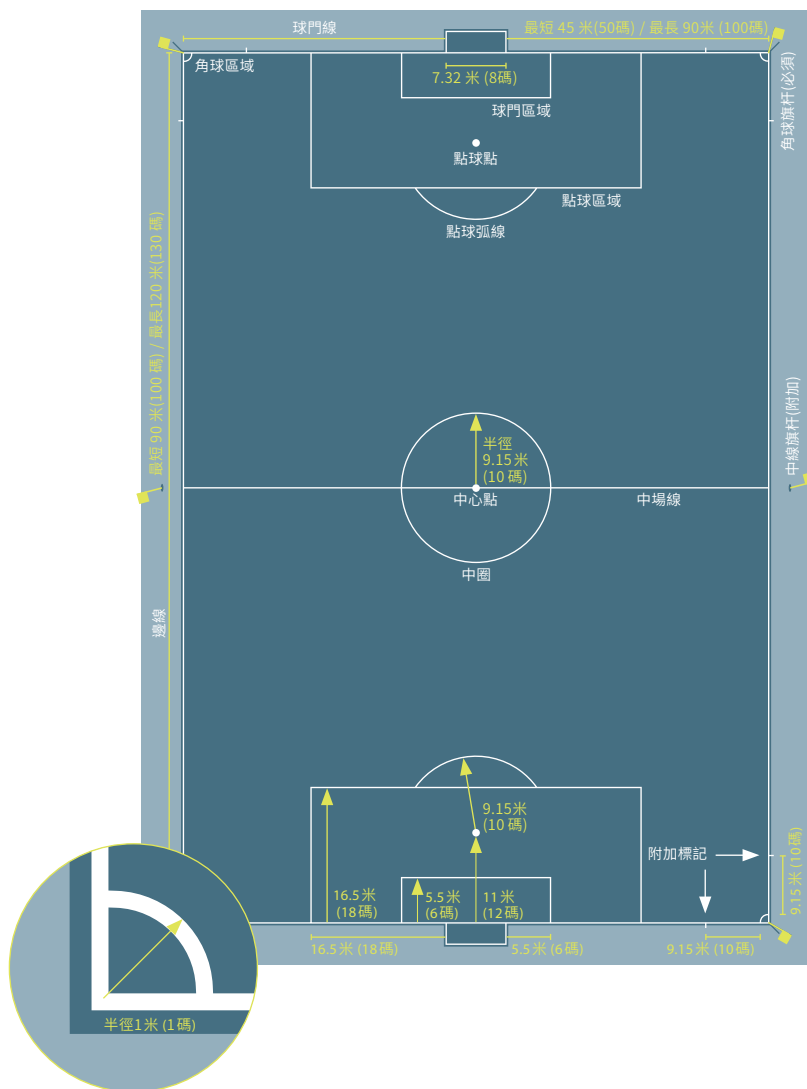 球門線
最短 45 米(50碼) / 最長 90米 (100碼)
角球區域
7.32 米 (8碼)
球門區域
角球旗杆(必須)
點球點
點球區域
點球弧線
最短 90 米(100 碼) / 最長120 米(130 碼)
中線旗杆(附加)
半徑
9.15 米
(10 碼)
中心點
中場線
中圈
邊線
9.15米
(10 碼)
附加標記
9.15 米 (10碼)
16.5 米
(18碼)
5.5米
(6碼)
11 米
(12碼)
16.5米 (18碼)
5.5米 (6碼)
9.15米 (10碼)
半徑1米 (1碼)